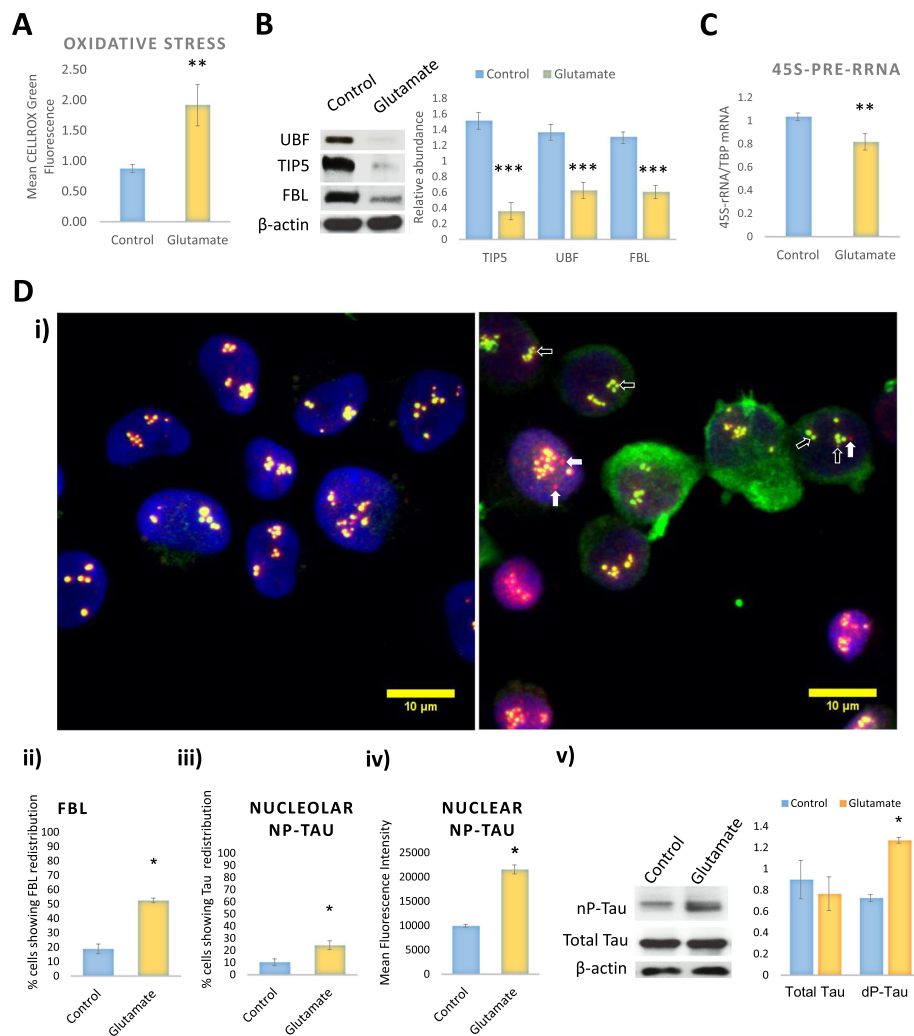 A
OXIDATIVE STRESS
Mean CELLROX Green
Fluorescence
2.50
2.00
1.50
1.00
0.50
0.00
**
Control
Glutamate
B
Control
Glutamate
UBF
TIP5
FBL
β-actin
Control
Glutamate
Relative abundance
1.8
1.6
1.4
1.2
1
0.8
0.6
0.4
0.2
0
***
***
***
TIP5
UBF
FBL
C
45S-PRE-RRNA
45S-rRNA/TBP mRNA
1.2
1
0.8
0.6
0.4
0.2
0
**
Control
Glutamate
D
i)
10 µm
10 µm
ii)
FBL
% cells showing FBL redistribution
100
90
80
70
60
50
40
30
20
10
0
*
Control
Glutamate
iii)
NUCLEOLAR
NP-TAU
% cells showing Tau redistribution
100
90
80
70
60
50
40
30
20
10
0
*
Control
Glutamate
iv)
NUCLEAR
NP-TAU
Mean Fluorescence Intensity
25000
20000
15000
10000
5000
0
*
Control
Glutamate
v)
Control
Glutamate
nP-Tau
Total Tau
β-actin
Control
Glutamate
1.4
1.2
1
0.8
0.6
0.4
0.2
0
*
Total Tau
dP-Tau